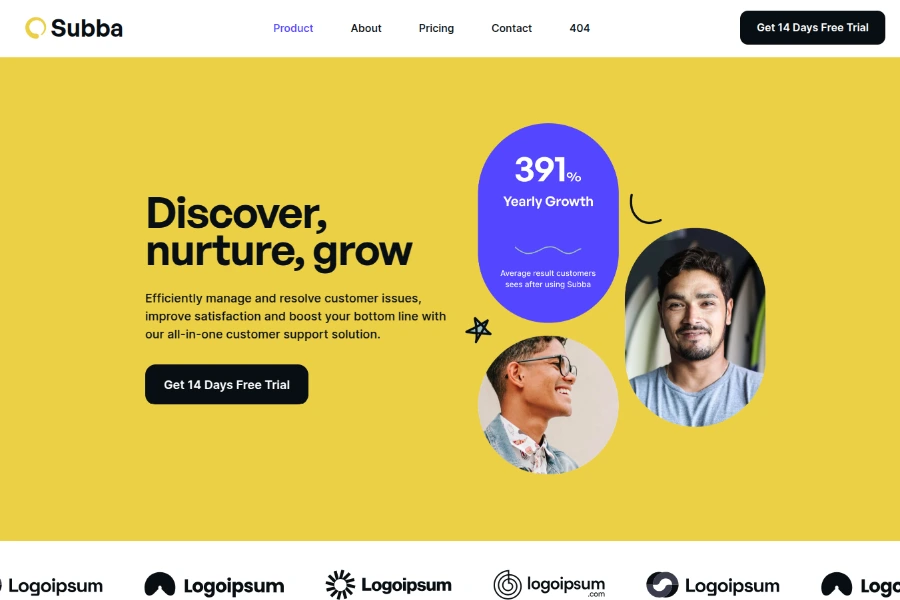 Subba
Product
About
Pricing
Contact
404
Get 14 Days Free Trial
Discover,
nurture, grow
Efficiently manage and resolve customer issues,
improve satisfaction and boost your bottom line with
our all-in-one customer support solution.
Get 14 Days Free Trial
391%
Yearly Growth
Average result customers
sees after using Subba
Logoipsum
Logoipsum
Logoipsum
logoipsum
.com
Logoipsum
Logo